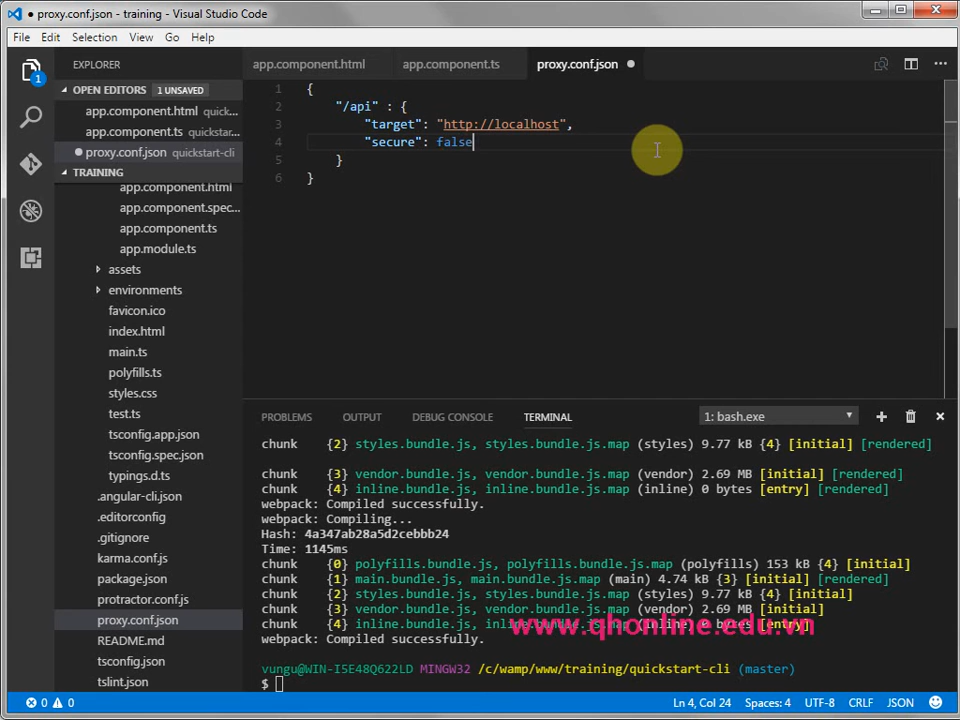 ● proxy.conf.json - training - Visual Studio Code
File Edit Selection View Go Help
EXPLORER
OPEN EDITORS 1 UNSAVED
app.component.html quick...
app.component.ts quickstar...
● proxy.conf.json quickstart-cli
TRAINING
app.component.html
app.component.spec...
app.component.ts
app.module.ts
assets
environments
favicon.ico
index.html
main.ts
polyfills.ts
styles.css
test.ts
tsconfig.app.json
tsconfig.spec.json
typings.d.ts
.angular-cli.json
.editorconfig
.gitignore
karma.conf.js
package.json
protractor.conf.js
proxy.conf.json
README.md
tsconfig.json
tslint.json
1
app.component.html app.component.ts proxy.conf.json ●
1 {
2 "/api" : {
3 "target": "http://localhost",
4 "secure": false
5 }
6 }
PROBLEMS OUTPUT DEBUG CONSOLE TERMINAL 1: bash.exe
chunk {2} styles.bundle.js, styles.bundle.js.map (styles) 9.77 kB {4} [initial] [rendered]
chunk {3} vendor.bundle.js, vendor.bundle.js.map (vendor) 2.69 MB [initial] [rendered]
chunk {4} inline.bundle.js, inline.bundle.js.map (inline) 0 bytes [entry] [rendered]
webpack: Compiled successfully.
webpack: Compiling...
Hash: 4a347ab28a5d2cebbb24
Time: 1145ms
chunk {0} polyfills.bundle.js, polyfills.bundle.js.map (polyfills) 153 kB {4} [initial]
chunk {1} main.bundle.js, main.bundle.js.map (main) 4.74 kB {3} [initial] [rendered]
chunk {2} styles.bundle.js, styles.bundle.js.map (styles) 9.77 kB {4} [initial]
chunk {3} vendor.bundle.js, vendor.bundle.js.map (vendor) 2.69 MB [initial]
chunk {4} inline.bundle.js, inline.bundle.js.map (inline) 0 bytes [entry]
www.qhonline.edu.vn
webpack: Compiled successfully.
vungu@WIN-I5E48Q622LD MINGW32 /c/wamp/www/training/quickstart-cli (master)
$
0 0 Ln 4, Col 24 Spaces: 4 UTF-8 CRLF JSON